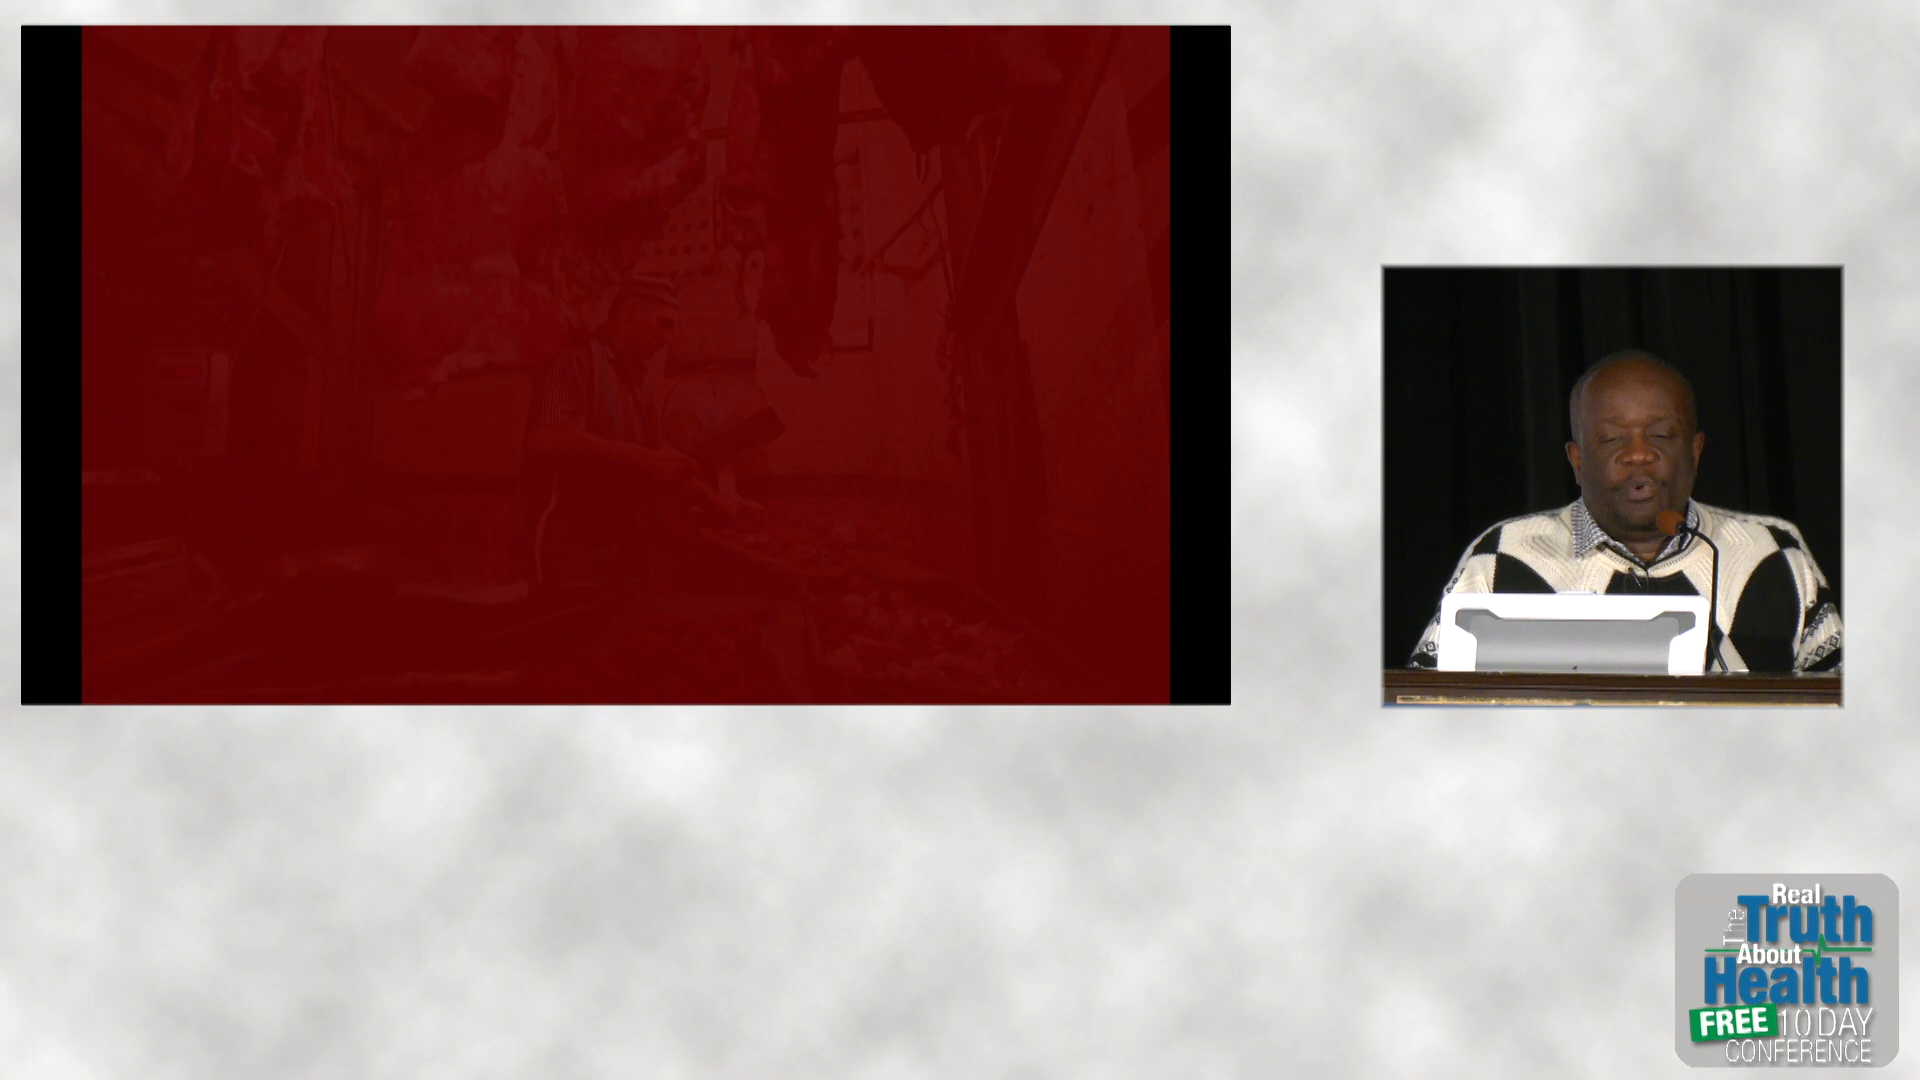 Real
The
Truth
About
Health
FREE 10 DAY
CONFERENCE